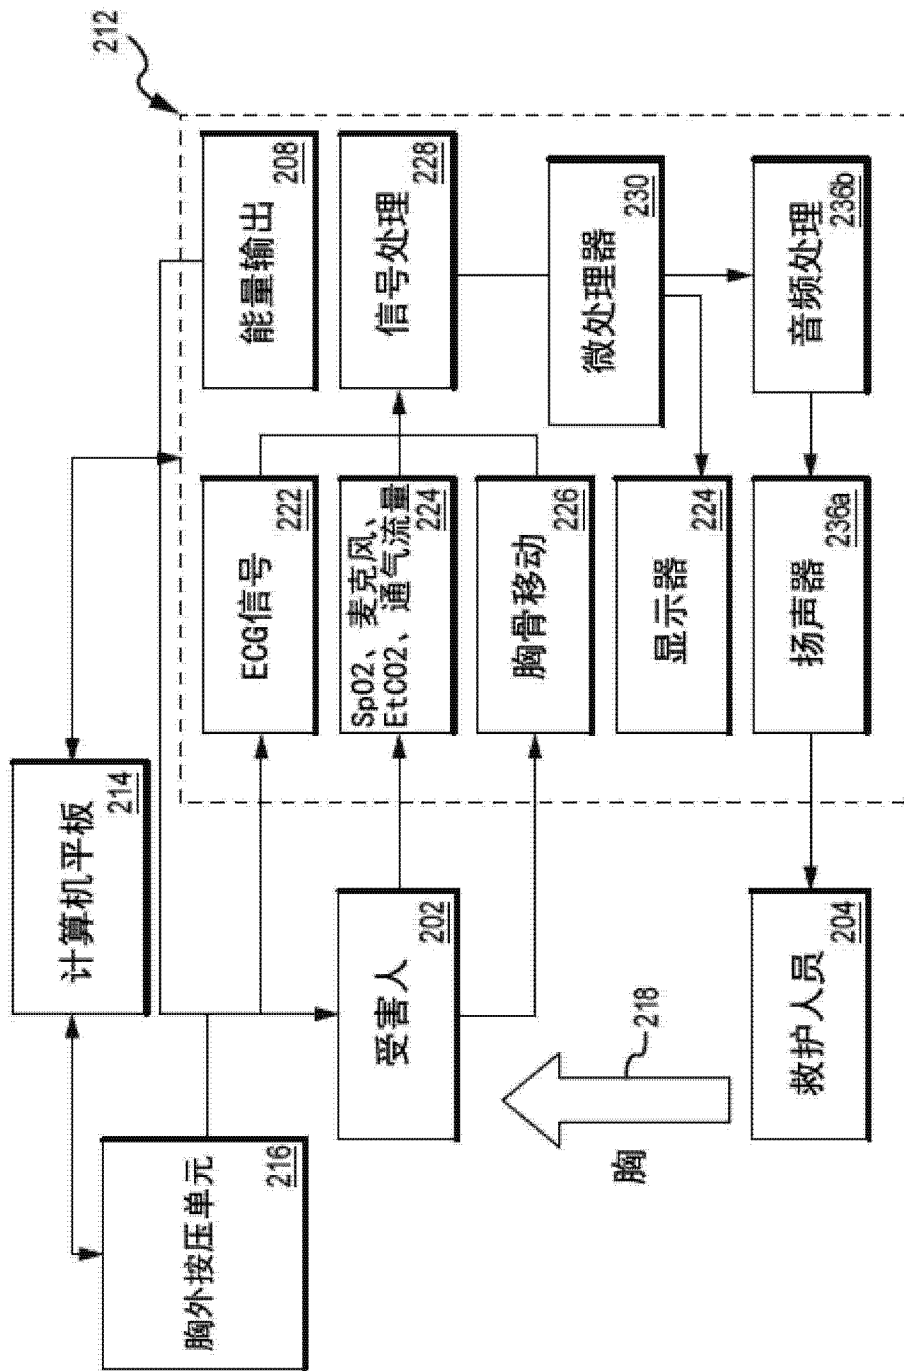 212
计算机平板
214
胸外按压单元
216
能量输出
208
ECG信号
222
信号处理
228
受害人
202
SpO2、麦克风、
EtCO2、通气流量
224
胸骨移动
226
微处理器
230
218
胸
显示器
224
救护人员
204
扬声器
236a
音频处理
236b